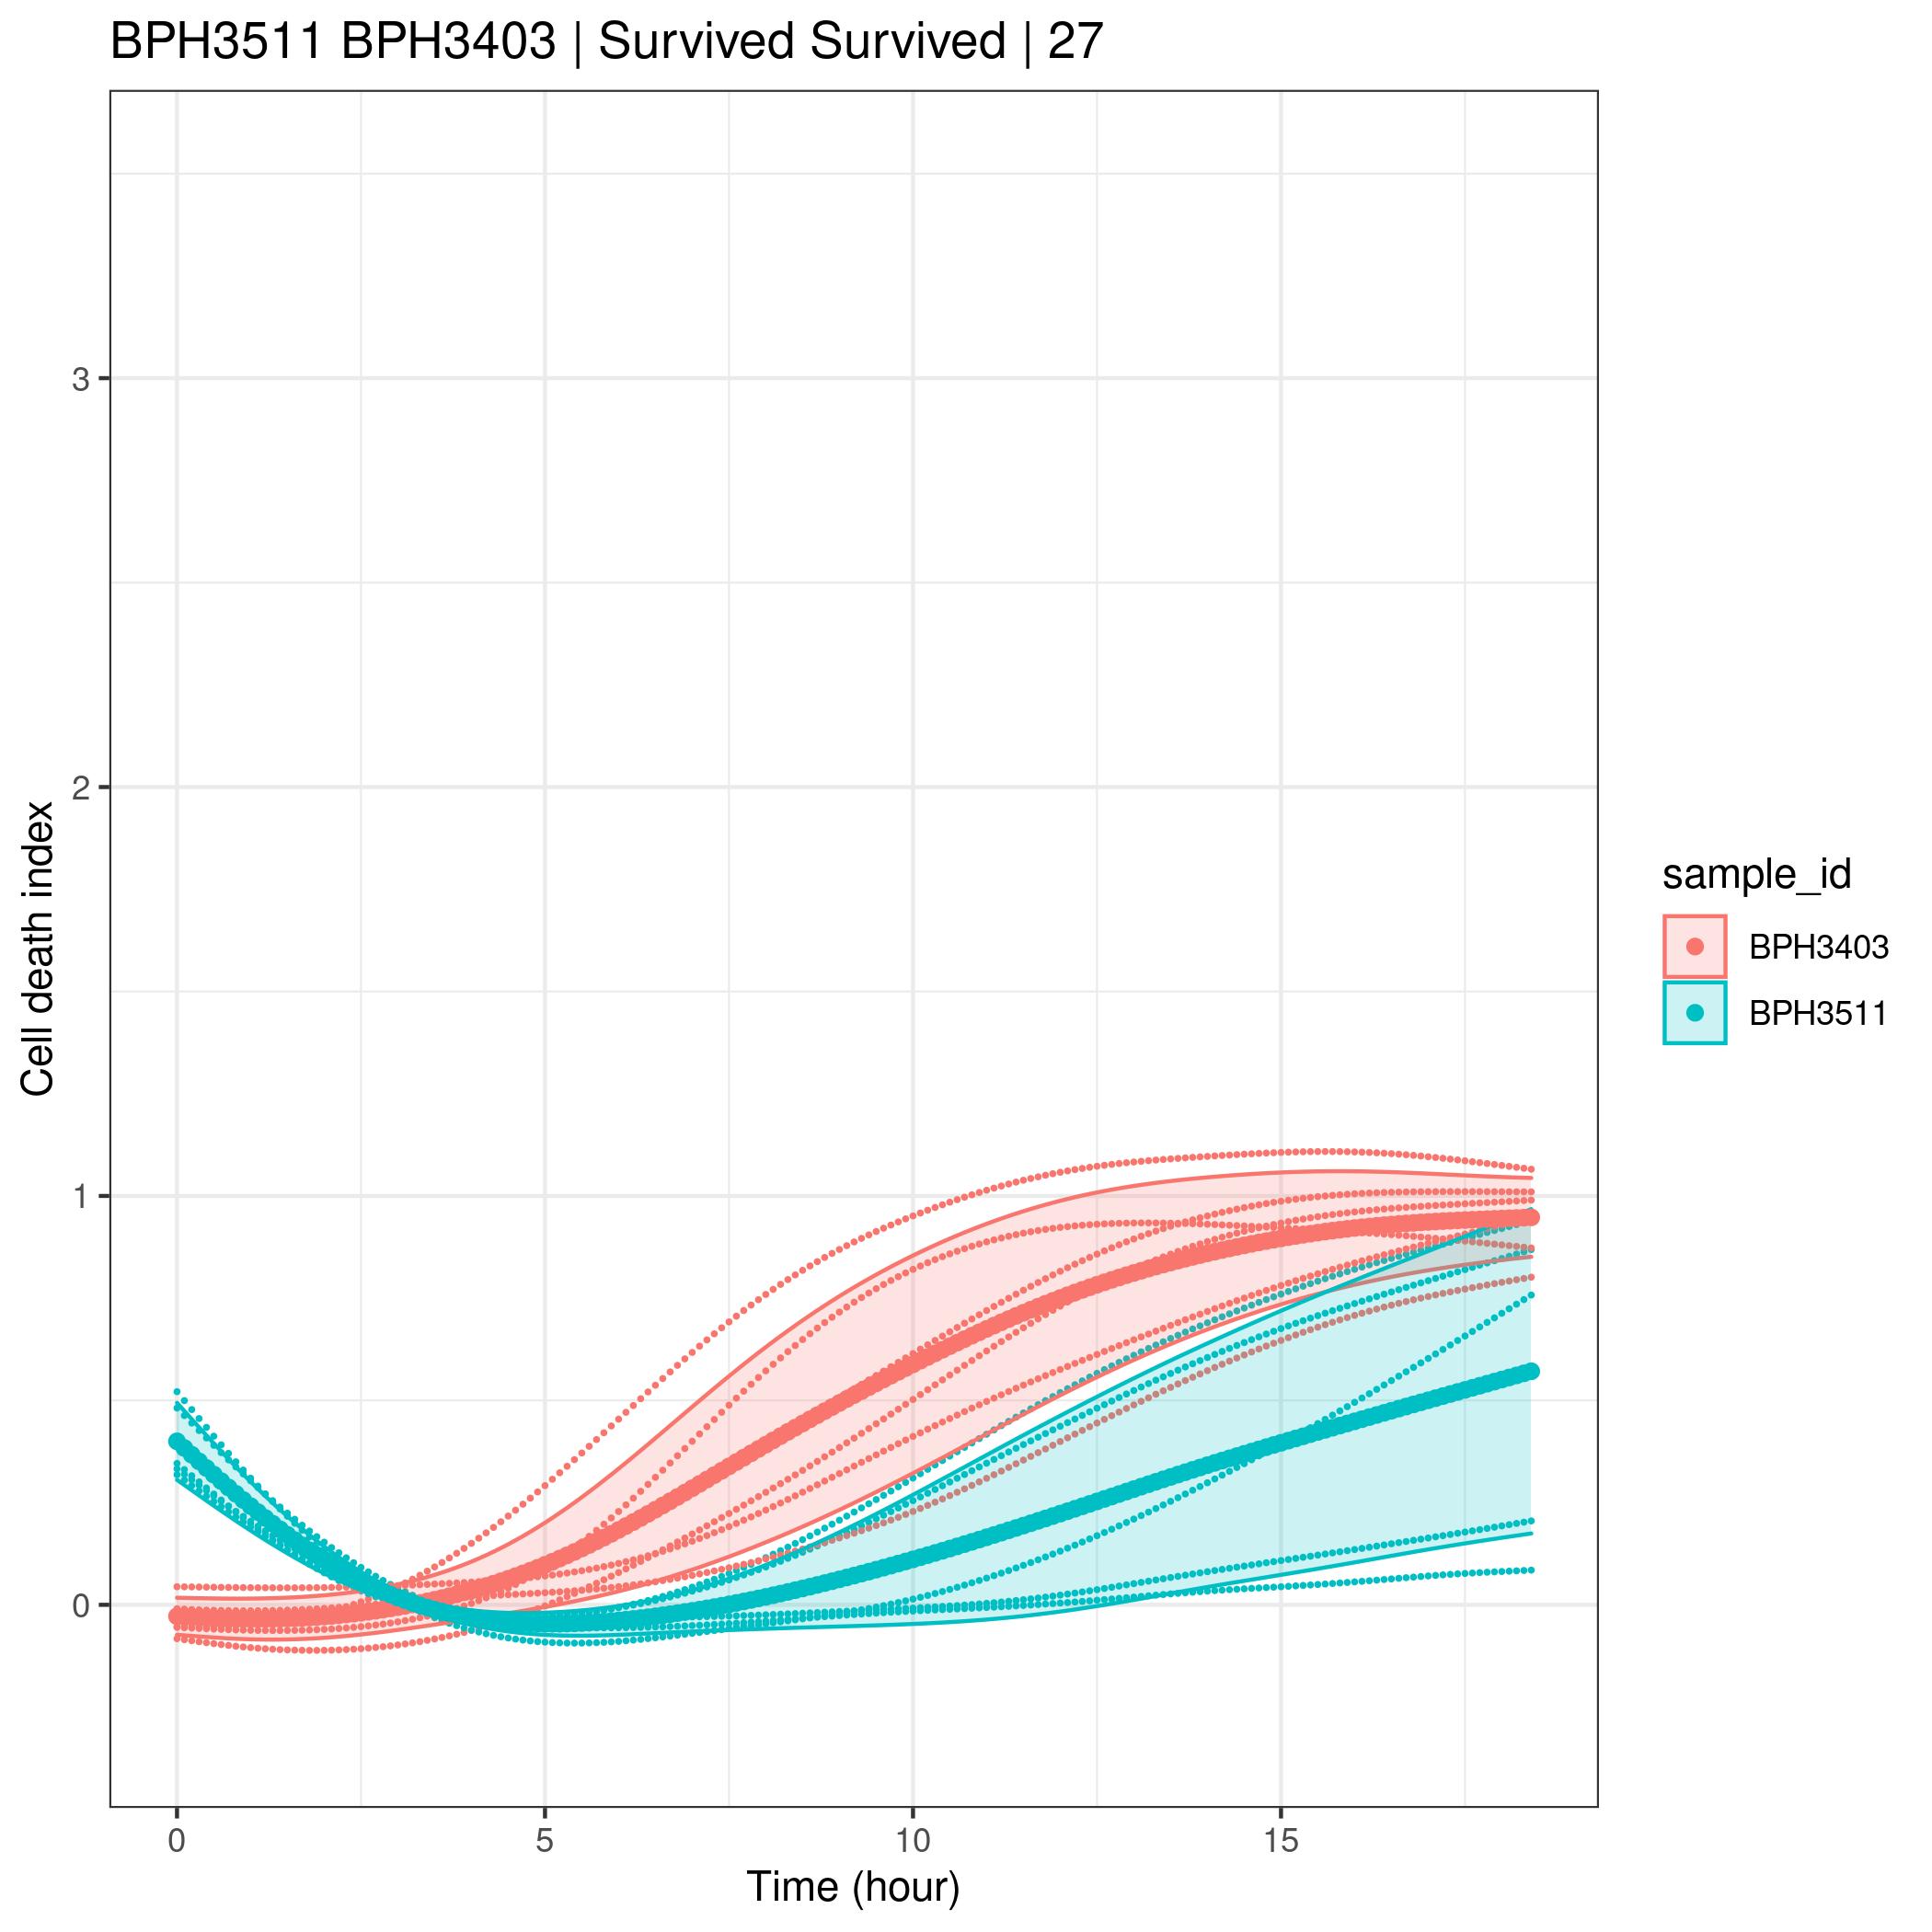 BPH3511 BPH3403 | Survived Survived | 27
3
2
1
0
Cell death index
0 5 10 15
Time (hour)
sample_id
BPH3403
BPH3511